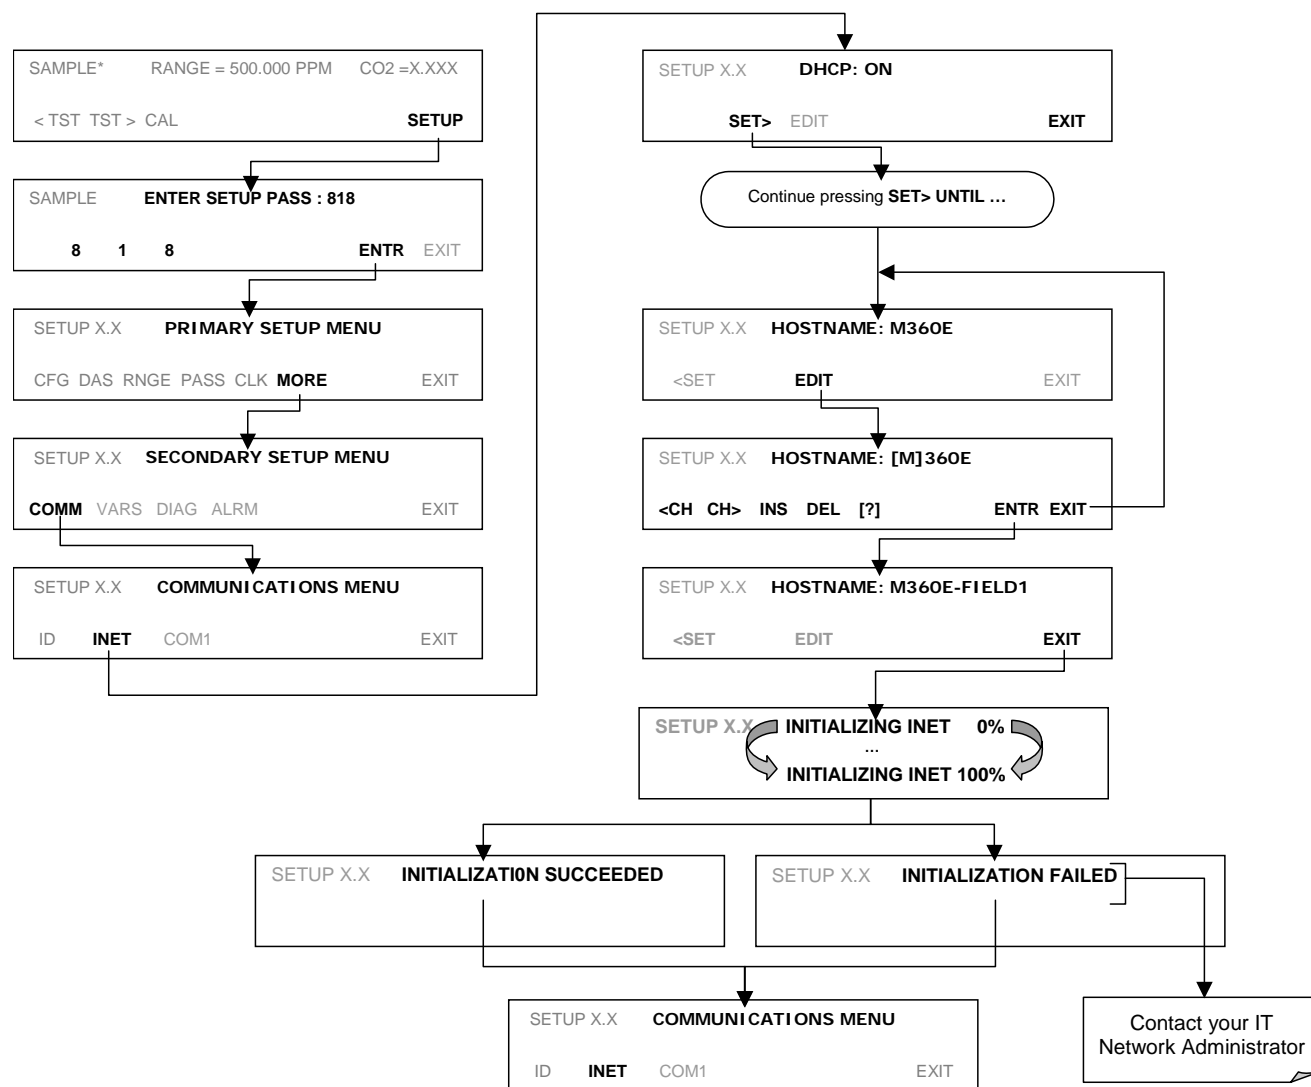 SAMPLE* RANGE = 500.000 PPM CO2 =X.XXX
< TST TST > CAL SETUP
SAMPLE ENTER SETUP PASS : 818
8 1 8 ENTR EXIT
SETUP X.X PRIMARY SETUP MENU
CFG DAS RNGE PASS CLK MORE EXIT
SETUP X.X SECONDARY SETUP MENU
COMM VARS DIAG ALRM EXIT
SETUP X.X COMMUNICATIONS MENU
ID INET COM1 EXIT
SETUP X.X DHCP: ON
SET> EDIT EXIT
Continue pressing SET> UNTIL ...
SETUP X.X HOSTNAME: M360E
<SET EDIT EXIT
SETUP X.X HOSTNAME: [M]360E
<CH CH> INS DEL [?] ENTR EXIT
SETUP X.X HOSTNAME: M360E-FIELD1
<SET EDIT EXIT
SETUP X.X INITIALIZING INET 0%
...
INITIALIZING INET 100%
SETUP X.X INITIALIZATI0N SUCCEEDED
SETUP X.X INITIALIZATION FAILED
SETUP X.X COMMUNICATIONS MENU
ID INET COM1 EXIT
Contact your IT
Network Administrator